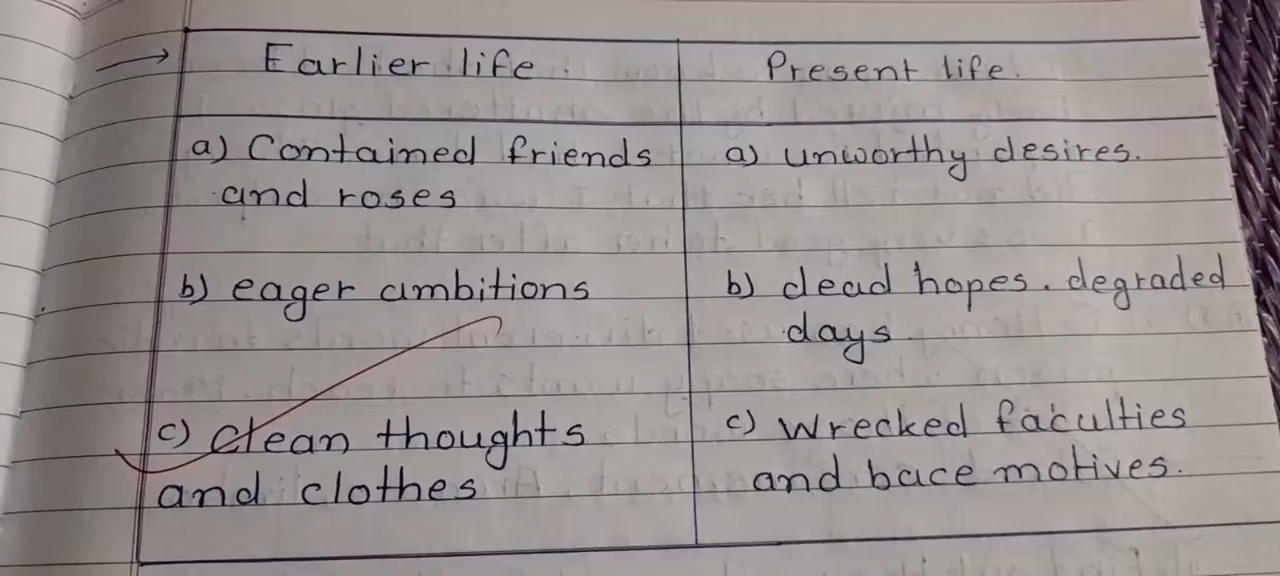 → Earlier life.
Present life.
a) Contained friends
and roses
a) unworthy desires.
b) eager ambitions
b) dead hopes. degraded
days
c) clean thoughts
and clothes
c) Wrecked faculties
and bace motives.